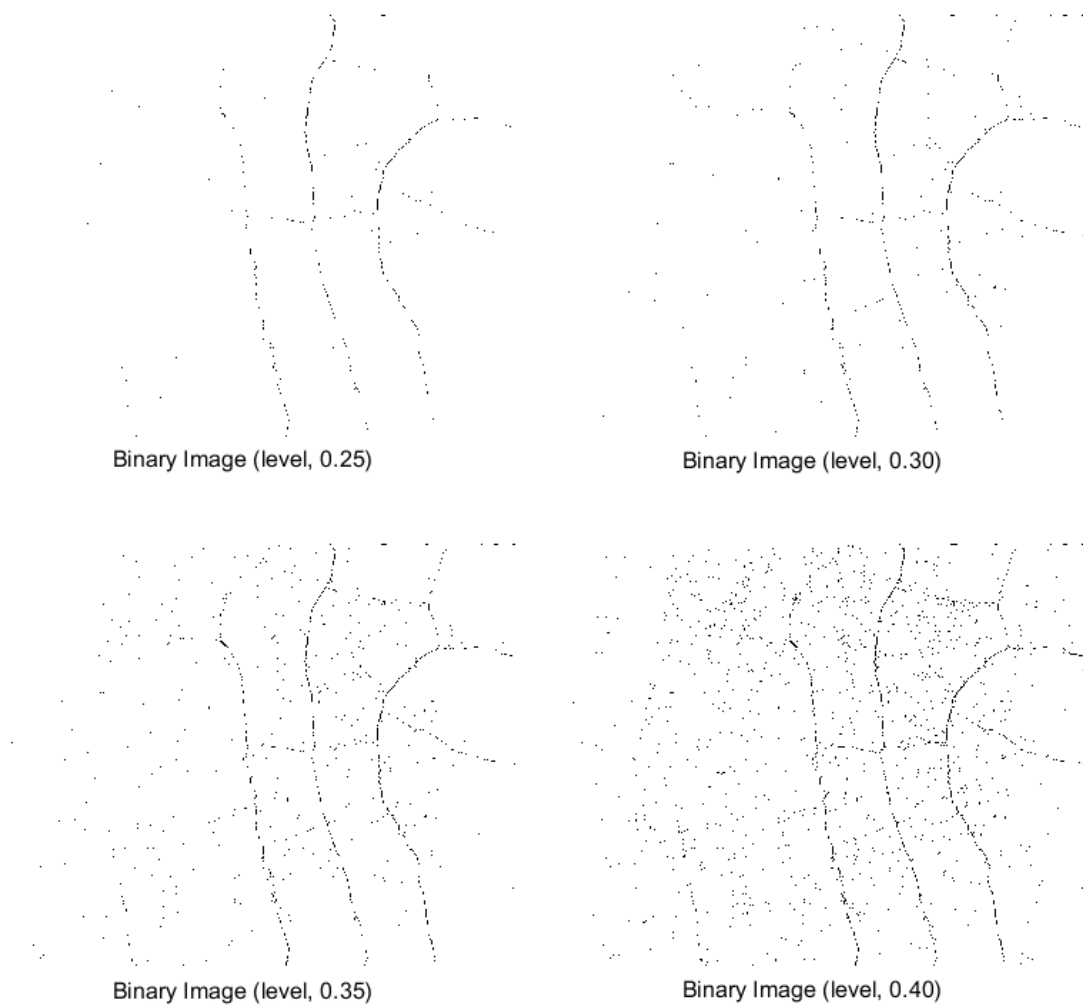 Binary Image (level, 0.25)
Binary Image (level, 0.30)
Binary Image (level, 0.35)
Binary Image (level, 0.40)